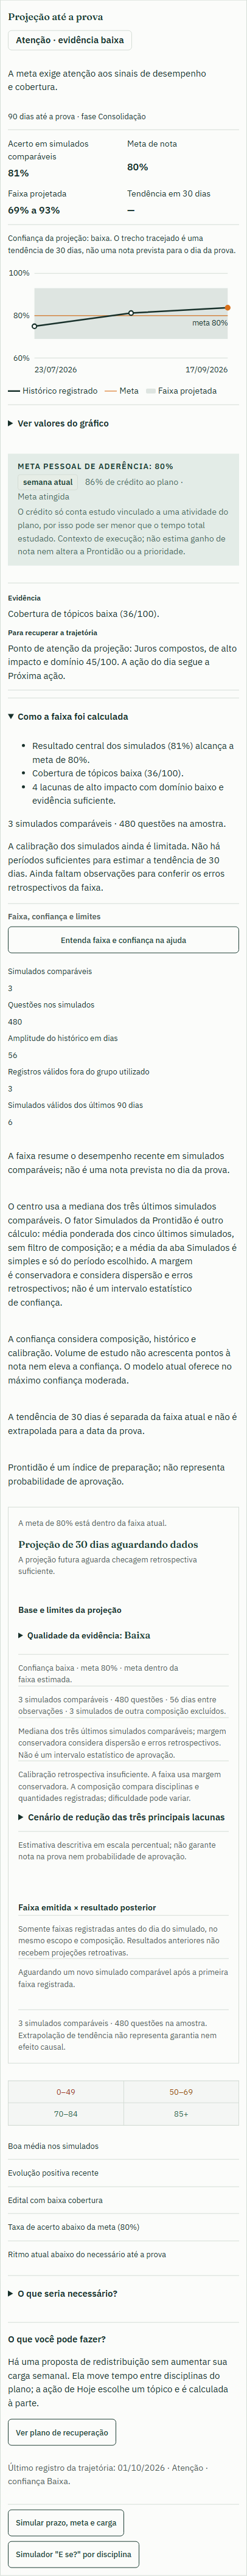 Projeção até a prova
Atenção · evidência baixa
A meta exige atenção aos sinais de desempenho
e cobertura.
90 dias até a prova · fase Consolidação
Acerto em simulados
comparáveis
81%
Meta de nota
80%
Faixa projetada
69% a 93%
Tendência em 30 dias
—
Confiança da projeção: baixa. O trecho tracejado é uma
tendência de 30 dias, não uma nota prevista para o dia da prova.
100%
80%
meta 80%
60%
23/07/2026
17/09/2026
Histórico registrado
Meta
Faixa projetada
Ver valores do gráfico
META PESSOAL DE ADERÊNCIA: 80%
semana atual
86% de crédito ao plano ·
Meta atingida
O crédito só conta estudo vinculado a uma atividade do
plano, por isso pode ser menor que o tempo total
estudado. Contexto de execução; não estima ganho de
nota nem altera a Prontidão ou a prioridade.
Evidência
Cobertura de tópicos baixa (36/100).
Para recuperar a trajetória
Ponto de atenção da projeção: Juros compostos, de alto
impacto e domínio 45/100. A ação do dia segue a
Próxima ação.
Como a faixa foi calculada
• Resultado central dos simulados (81%) alcança a
meta de 80%.
• Cobertura de tópicos baixa (36/100).
• 4 lacunas de alto impacto com domínio baixo e
evidência suficiente.
3 simulados comparáveis · 480 questões na amostra.
A calibração dos simulados ainda é limitada. Não há
períodos suficientes para estimar a tendência de 30
dias. Ainda faltam observações para conferir os erros
retrospectivos da faixa.
Faixa, confiança e limites
Entenda faixa e confiança na ajuda
Simulados comparáveis
3
Questões nos simulados
480
Amplitude do histórico em dias
56
Registros válidos fora do grupo utilizado
3
Simulados válidos dos últimos 90 dias
6
A faixa resume o desempenho recente em simulados
comparáveis; não é uma nota prevista no dia da prova.
O centro usa a mediana dos três últimos simulados
comparáveis. O fator Simulados da Prontidão é outro
cálculo: média ponderada dos cinco últimos simulados,
sem filtro de composição; e a média da aba Simulados é
simples e só do período escolhido. A margem
é conservadora e considera dispersão e erros
retrospectivos; não é um intervalo estatístico
de confiança.
A confiança considera composição, histórico e
calibração. Volume de estudo não acrescenta pontos à
nota nem eleva a confiança. O modelo atual oferece no
máximo confiança moderada.
A tendência de 30 dias é separada da faixa atual e não é
extrapolada para a data da prova.
Prontidão é um índice de preparação; não representa
probabilidade de aprovação.
A meta de 80% está dentro da faixa atual.
Projeção de 30 dias aguardando dados
A projeção futura aguarda checagem retrospectiva
suficiente.
Base e limites da projeção
Qualidade da evidência: Baixa
Confiança baixa · meta 80% · meta dentro da
faixa estimada.
3 simulados comparáveis · 480 questões · 56 dias entre
observações · 3 simulados de outra composição excluídos.
Mediana dos três últimos simulados comparáveis; margem
conservadora considera dispersão e erros retrospectivos.
Não é um intervalo estatístico de aprovação.
Calibração retrospectiva insuficiente. A faixa usa margem
conservadora. A composição compara disciplinas e
quantidades registradas; dificuldade pode variar.
Cenário de redução das três principais lacunas
Estimativa descritiva em escala percentual; não garante
nota na prova nem probabilidade de aprovação.
Faixa emitida × resultado posterior
Somente faixas registradas antes do dia do simulado, no
mesmo escopo e composição. Resultados anteriores não
recebem projeções retroativas.
Aguardando um novo simulado comparável após a primeira
faixa registrada.
3 simulados comparáveis · 480 questões na amostra.
Extrapolação de tendência não representa garantia nem
efeito causal.
0–49
50–69
70–84
85+
Boa média nos simulados
Evolução positiva recente
Edital com baixa cobertura
Taxa de acerto abaixo da meta (80%)
Ritmo atual abaixo do necessário até a prova
O que seria necessário?
O que você pode fazer?
Há uma proposta de redistribuição sem aumentar sua
carga semanal. Ela move tempo entre disciplinas do
plano; a ação de Hoje escolhe um tópico e é calculada
à parte.
Ver plano de recuperação
Último registro da trajetória: 01/10/2026 · Atenção ·
confiança Baixa.
Simular prazo, meta e carga
Simulador "E se?" por disciplina